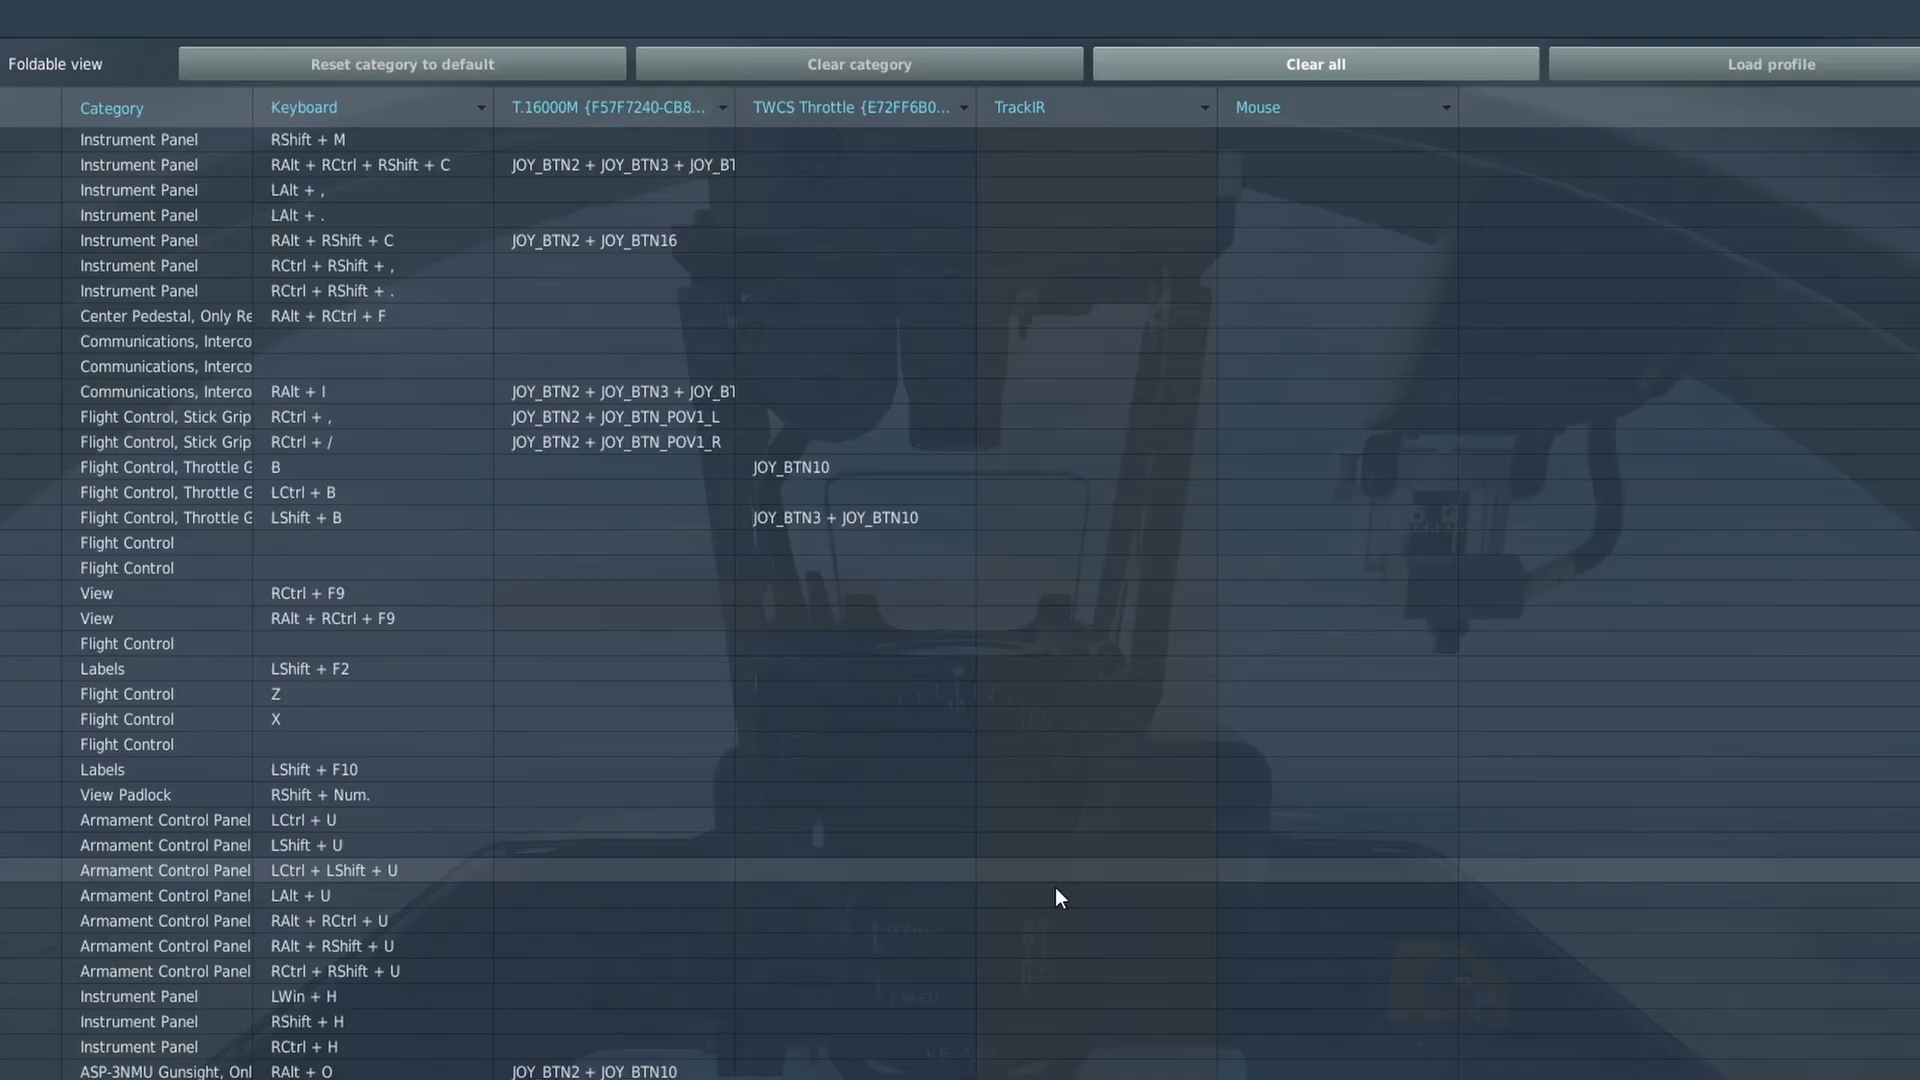 Foldable view Reset category to default Clear category Clear all Load profile
Category Keyboard T.16000M {F57F7240-CB8... TWCS Throttle {E72FF6B0... TrackIR Mouse
Instrument Panel RShift + M
Instrument Panel RAlt + RCtrl + RShift + C JOY_BTN2 + JOY_BTN3 + JOY_BT
Instrument Panel LAlt + ,
Instrument Panel LAlt + .
Instrument Panel RAlt + RShift + C JOY_BTN2 + JOY_BTN16
Instrument Panel RCtrl + RShift + ,
Instrument Panel RCtrl + RShift + .
Center Pedestal, Only Re RAlt + RCtrl + F
Communications, Interco
Communications, Interco
Communications, Interco RAlt + I JOY_BTN2 + JOY_BTN3 + JOY_BT
Flight Control, Stick Grip RCtrl + , JOY_BTN2 + JOY_BTN_POV1_L
Flight Control, Stick Grip RCtrl + / JOY_BTN2 + JOY_BTN_POV1_R
Flight Control, Throttle G B JOY_BTN10
Flight Control, Throttle G LCtrl + B
Flight Control, Throttle G LShift + B JOY_BTN3 + JOY_BTN10
Flight Control
Flight Control
View RCtrl + F9
View RAlt + RCtrl + F9
Flight Control
Labels LShift + F2
Flight Control Z
Flight Control X
Flight Control
Labels LShift + F10
View Padlock RShift + Num.
Armament Control Panel LCtrl + U
Armament Control Panel LShift + U
Armament Control Panel LCtrl + LShift + U
Armament Control Panel LAlt + U
Armament Control Panel RAlt + RCtrl + U
Armament Control Panel RAlt + RShift + U
Armament Control Panel RCtrl + RShift + U
Instrument Panel LWin + H
Instrument Panel RShift + H
Instrument Panel RCtrl + H
ASP-3NMU Gunsight, Onl RAlt + O JOY_BTN2 + JOY_BTN10
GYRO
FIXED